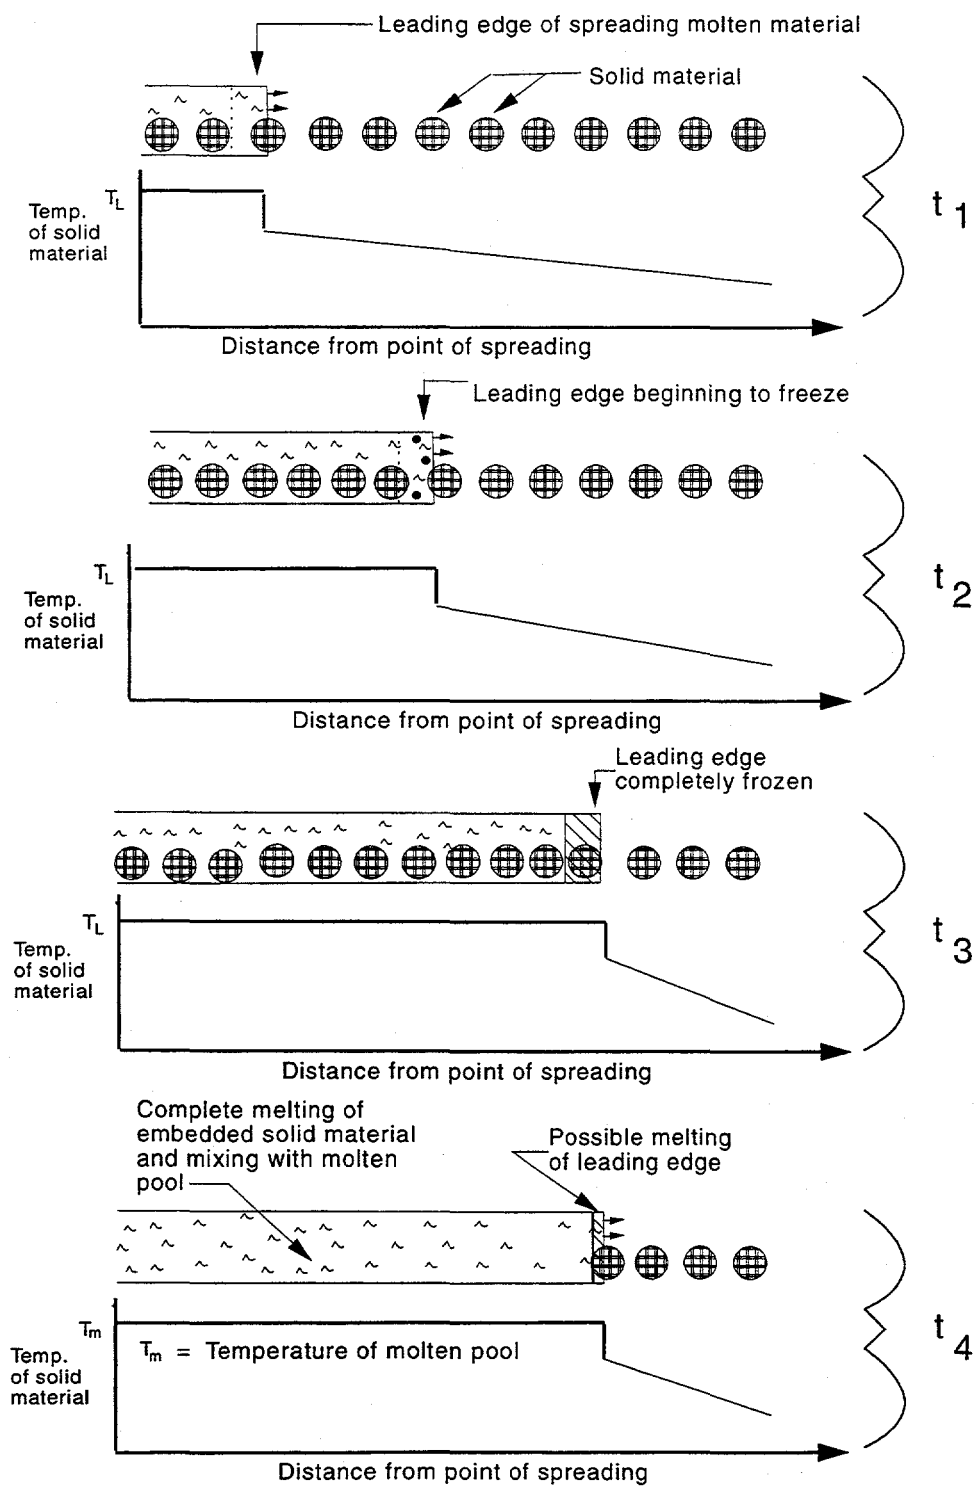 Leading edge of spreading molten material
Solid material
T_L
Temp.
of solid
material
t_1
Distance from point of spreading
Leading edge beginning to freeze
T_L
Temp.
of solid
material
t_2
Distance from point of spreading
Leading edge
completely frozen
T_L
Temp.
of solid
material
t_3
Distance from point of spreading
Complete melting of
embedded solid material
and mixing with molten
pool
Possible melting
of leading edge
T_m
T_m = Temperature of molten pool
Temp.
of solid
material
t_4
Distance from point of spreading